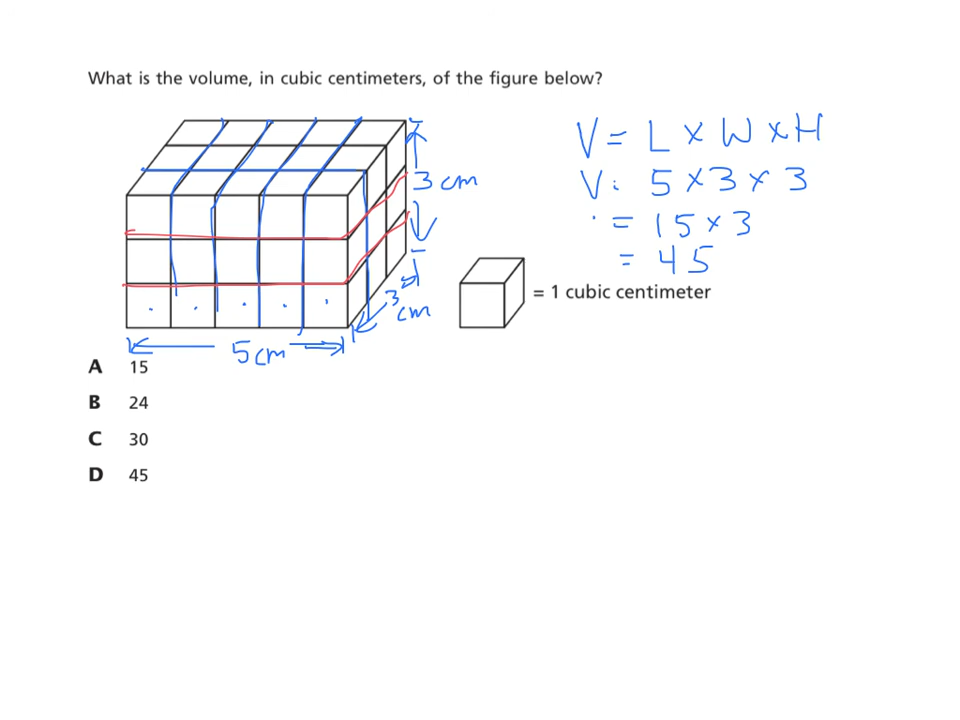 What is the volume, in cubic centimeters, of the figure below?
V = L x W x H
3 cm
V: 5 x 3 x 3
= 15 x 3
= 45
= 1 cubic centimeter
3 cm
5 cm
A 15
B 24
C 30
D 45